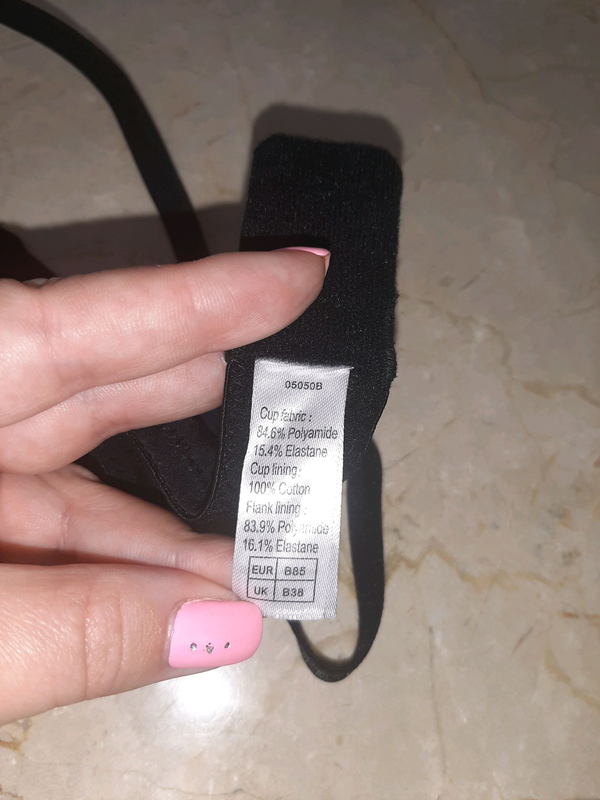 05050B
Cup fabric :
84.6% Polyamide
15.4% Elastane
Cup lining:
100% Cotton
Flank lining :
83.9% Polyamide
16.1% Elastane
EUR B85
UK B38